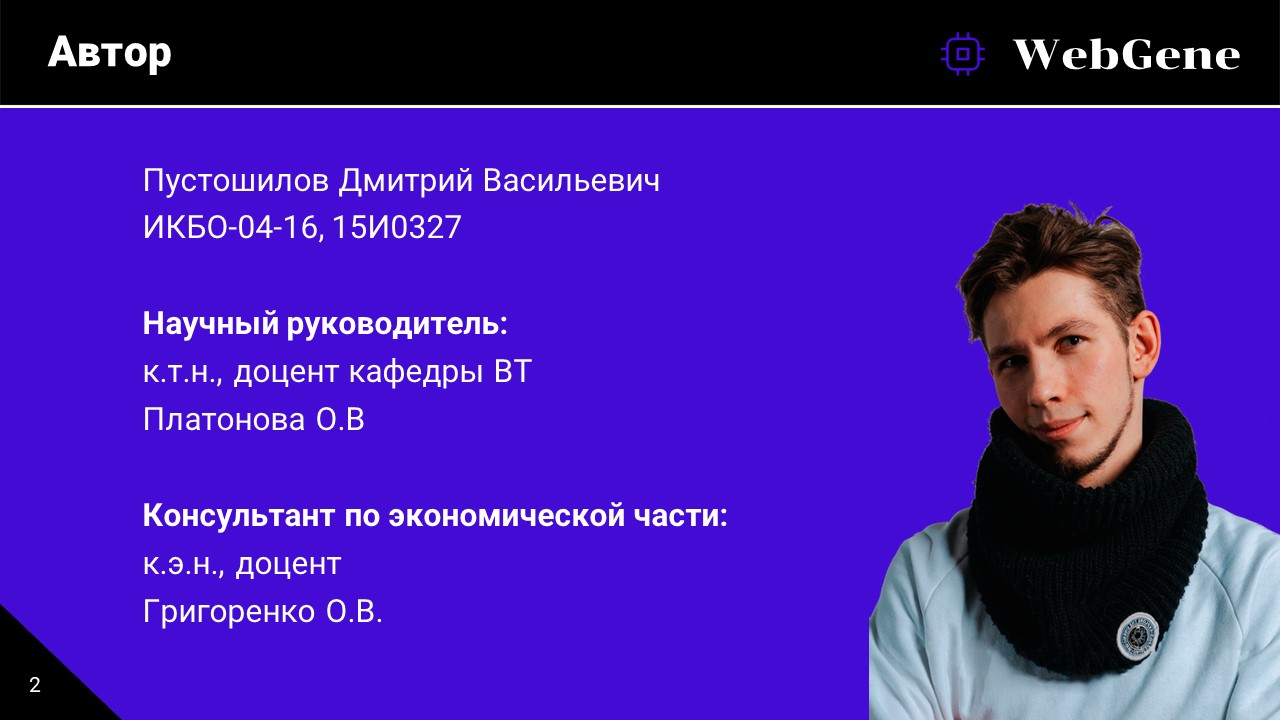 Автор
WebGene
Пустошилов Дмитрий Васильевич
ИКБО-04-16, 15И0327
Научный руководитель:
к.т.н., доцент кафедры ВТ
Платонова О.В
Консультант по экономической части:
к.э.н., доцент
Григоренко О.В.
2